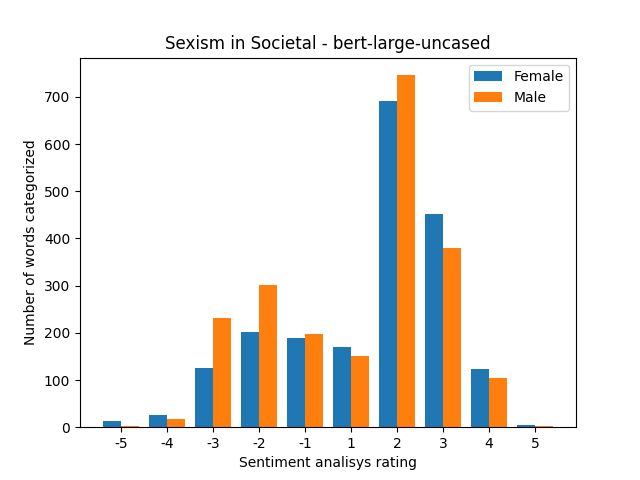 Sexism in Societal - bert-large-uncased
Female
Male
Number of words categorized
700
600
500
400
300
200
100
0
-5 -4 -3 -2 -1 1 2 3 4 5
Sentiment analisys rating